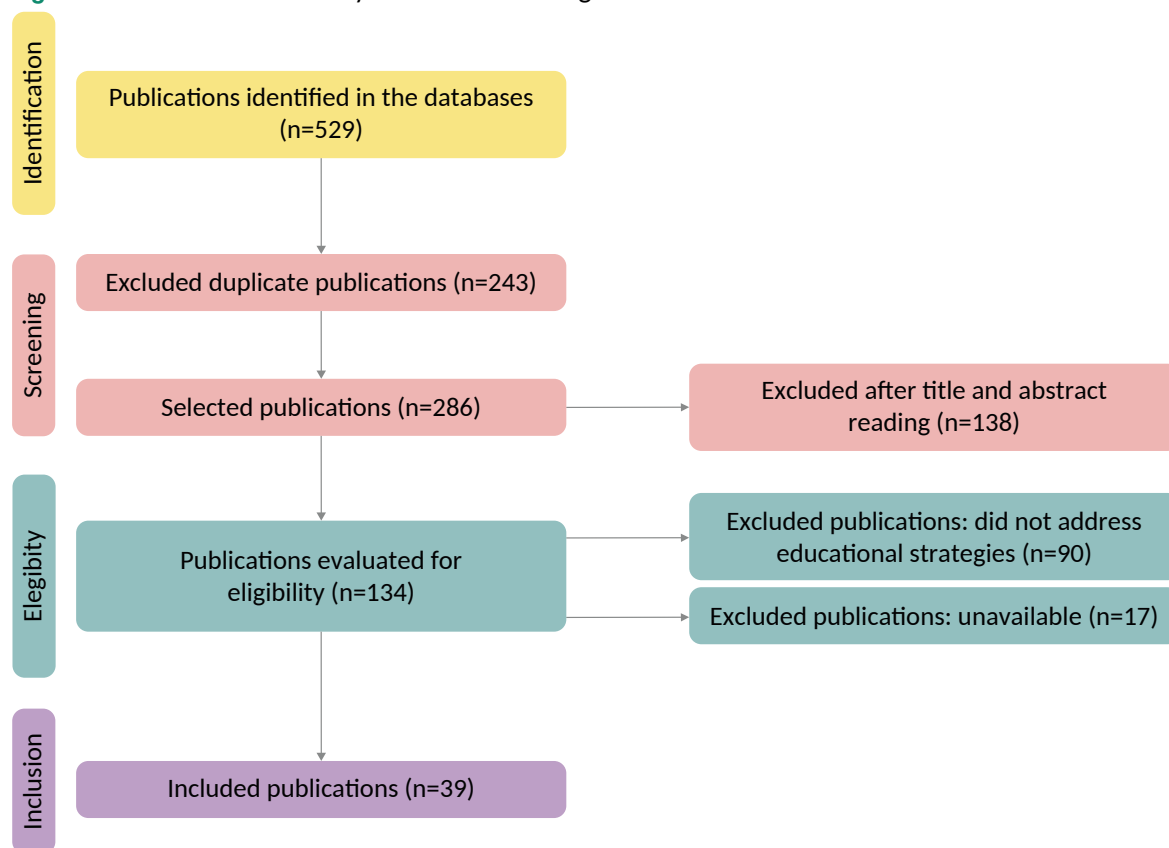 Identification
Publications identified in the databases
(n=529)
Screening
Excluded duplicate publications (n=243)
Selected publications (n=286)
Excluded after title and abstract
reading (n=138)
Elegibity
Publications evaluated for
eligibility (n=134)
Excluded publications: did not address
educational strategies (n=90)
Excluded publications: unavailable (n=17)
Inclusion
Included publications (n=39)